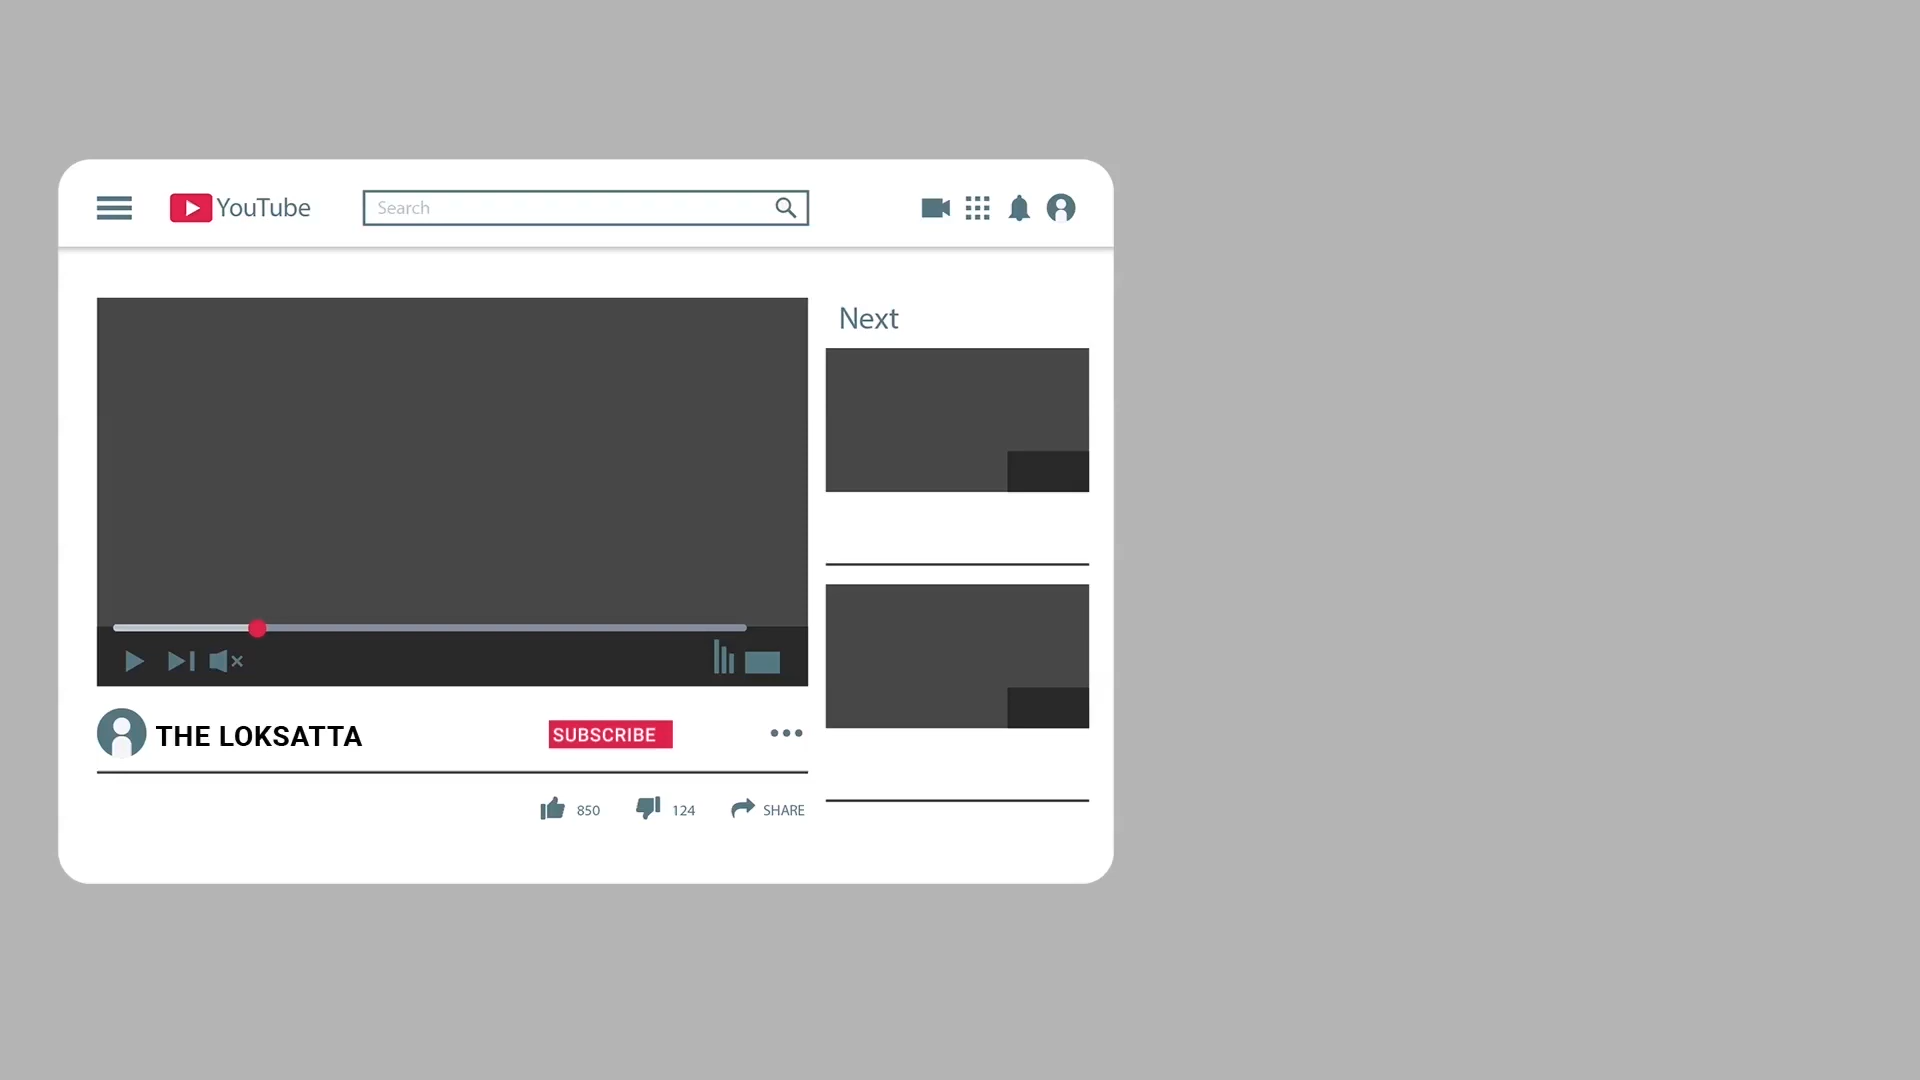 YouTube
Search
Next
THE LOKSATTA
SUBSCRIBE
850
124
SHARE